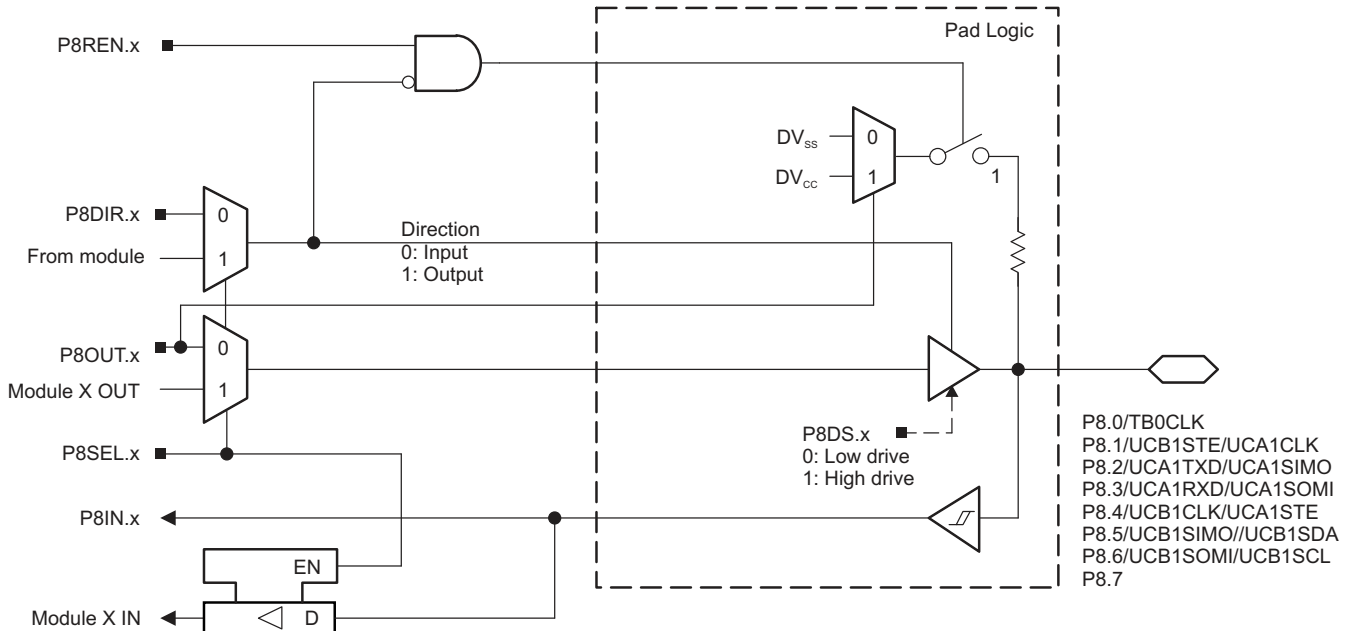 Pad Logic
P8REN.x
DVSS
0
DVCC
1
1
P8DIR.x
0
From module
1
Direction
0: Input
1: Output
P8OUT.x
0
Module X OUT
1
P8SEL.x
P8DS.x
0: Low drive
1: High drive
P8IN.x
EN
Module X IN
D
P8.0/TB0CLK
P8.1/UCB1STE/UCA1CLK
P8.2/UCA1TXD/UCA1SIMO
P8.3/UCA1RXD/UCA1SOMI
P8.4/UCB1CLK/UCA1STE
P8.5/UCB1SIMO//UCB1SDA
P8.6/UCB1SOMI/UCB1SCL
P8.7